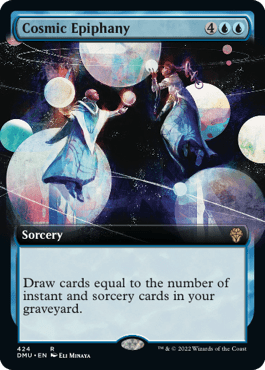 Cosmic Epiphany 4
Sorcery
Draw cards equal to the number of
instant and sorcery cards in your
graveyard.
424 R
DMU • EN Eli Minaya ™ & © 2022 Wizards of the Coast